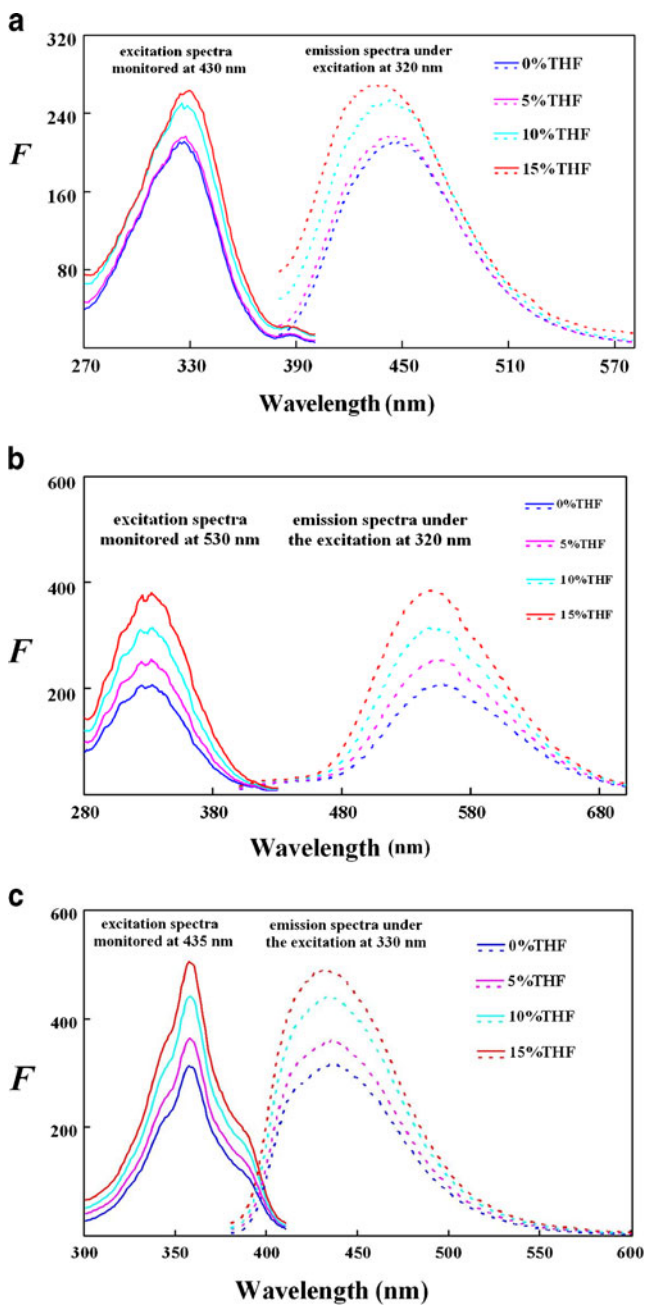 a
320
240
160
80
F
excitation spectra
monitored at 430 nm
emission spectra under
excitation at 320 nm
0%THF
5%THF
10%THF
15%THF
270 330 390 450 510 570
Wavelength (nm)
b
600
400
200
F
excitation spectra
monitored at 530 nm
emission spectra under
the excitation at 320 nm
0%THF
5%THF
10%THF
15%THF
280 380 480 580 680
Wavelength (nm)
c
600
400
200
F
excitation spectra
monitored at 435 nm
emission spectra under
the excitation at 330 nm
0%THF
5%THF
10%THF
15%THF
300 350 400 450 500 550 600
Wavelength (nm)